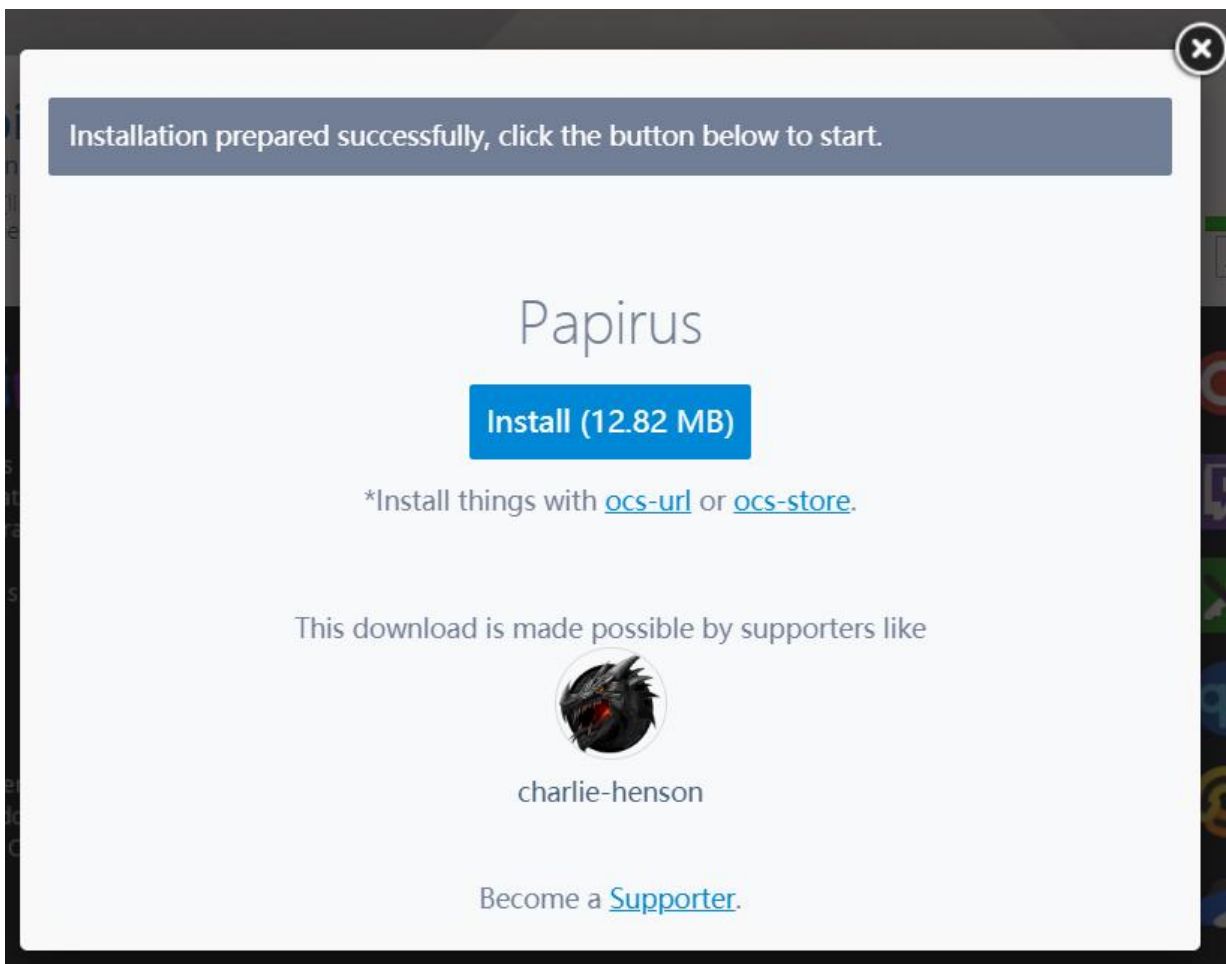 Installation prepared successfully, click the button below to start.
Papirus
Install (12.82 MB)
*Install things with ocs-url or ocs-store.
This download is made possible by supporters like
charlie-henson
Become a Supporter.